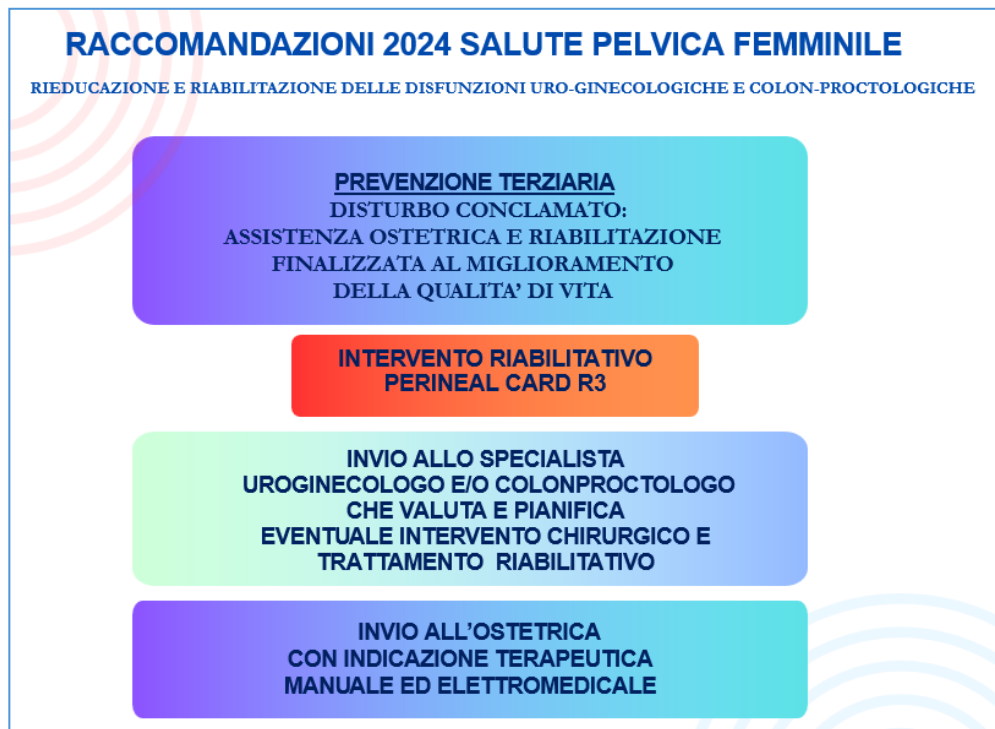 RACCOMANDAZIONI 2024 SALUTE PELVICA FEMMINILE
RIEDUCAZIONE E RIABILITAZIONE DELLE DISFUNZIONI URO-GINECOLOGICHE E COLON-PROCTOLOGICHE
PREVENZIONE TERZIARIA
DISTURBO CONCLAMATO:
ASSISTENZA OSTETRICA E RIABILITAZIONE
FINALIZZATA AL MIGLIORAMENTO
DELLA QUALITA' DI VITA
INTERVENTO RIABILITATIVO
PERINEAL CARD R3
INVIO ALLO SPECIALISTA
UROGINECOLOGO E/O COLONPROCTOLOGO
CHE VALUTA E PIANIFICA
EVENTUALE INTERVENTO CHIRURGICO E
TRATTAMENTO RIABILITATIVO
INVIO ALL'OSTETRICA
CON INDICAZIONE TERAPEUTICA
MANUALE ED ELETTROMEDICALE